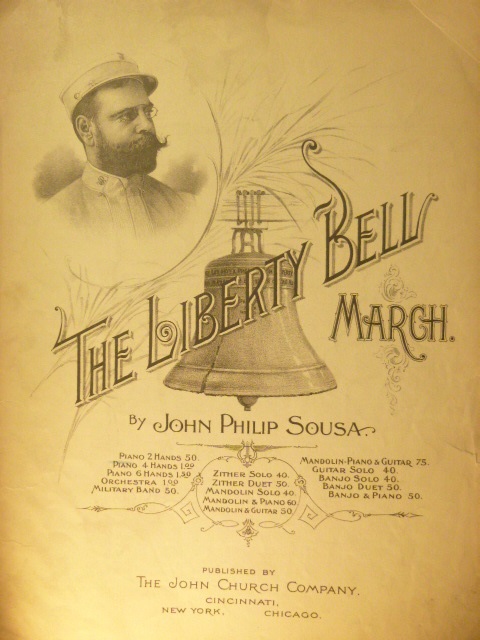 THE LIBERTY BELL
MARCH.
BY JOHN PHILIP SOUSA.
PIANO 2 HANDS 50.
PIANO 4 HANDS 1.00
PIANO 6 HANDS 1.50
ORCHESTRA 1.00
MILITARY BAND 50.
ZITHER SOLO 40.
ZITHER DUET 50.
MANDOLIN SOLO 40.
MANDOLIN & PIANO 60.
MANDOLIN & GUITAR 50.
MANDOLIN-PIANO & GUITAR 75.
GUITAR SOLO 40.
BANJO SOLO 40.
BANJO DUET 50.
BANJO & PIANO 50.
PUBLISHED BY
THE JOHN CHURCH COMPANY.
CINCINNATI,
NEW YORK, CHICAGO.